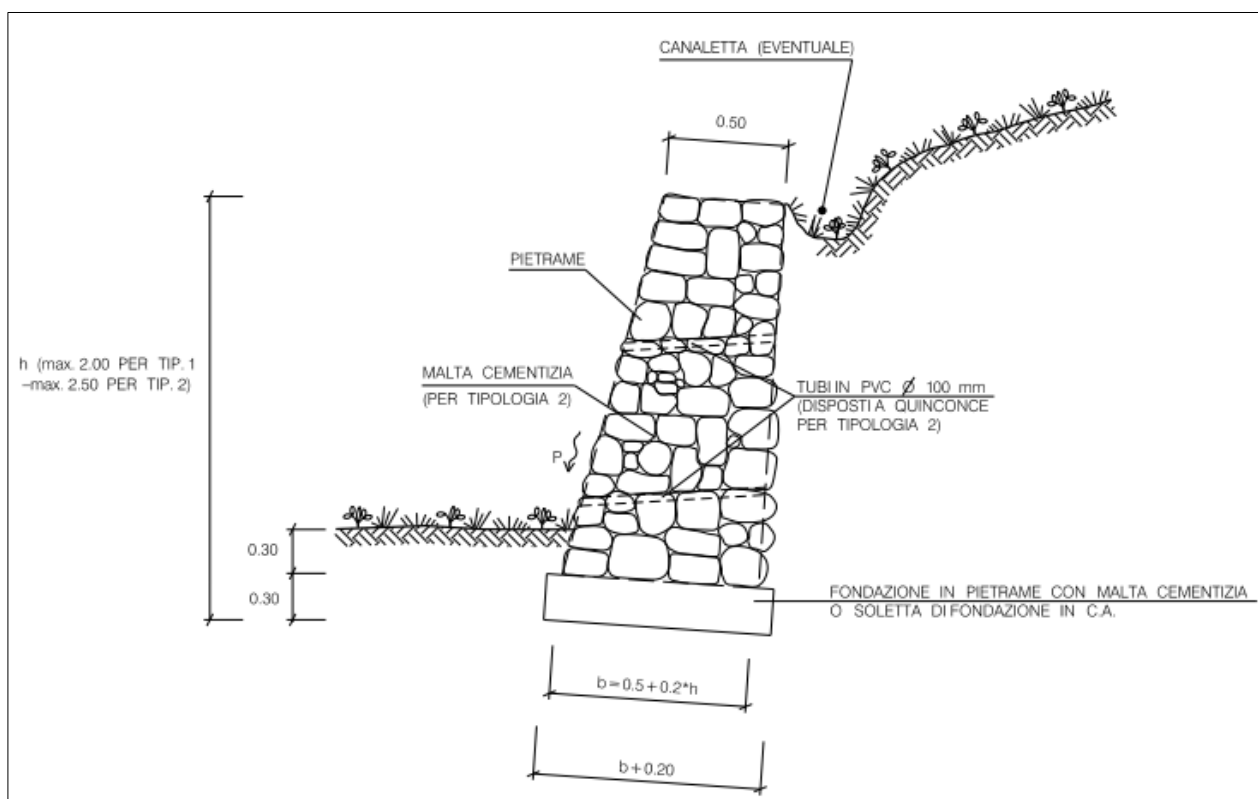 CANALETTA (EVENTUALE)
0.50
PIETRAME
h (max. 2.00 PER TIP. 1
-max. 2.50 PER TIP. 2)
MALTA CEMENTIZIA
(PER TIPOLOGIA 2)
TUBI IN PVC Ø 100 mm
(DISPOSTI A QUINCONCE
PER TIPOLOGIA 2)
P
0.30
0.30
FONDAZIONE IN PIETRAME CON MALTA CEMENTIZIA
O SOLETTA DI FONDAZIONE IN C.A.
b=0.5+0.2*h
b+0.20